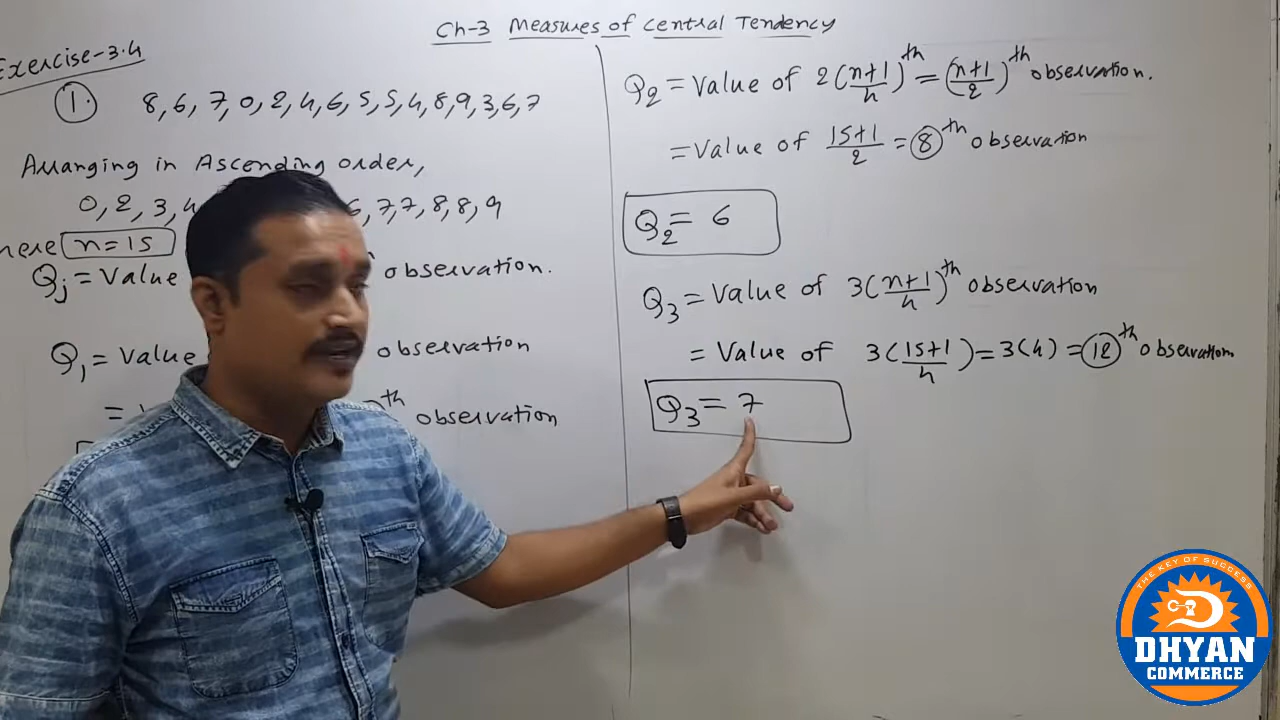 Ch-3 Measures of Central Tendency
Exercise-3.4
1. 8, 6, 7, 0, 2, 4, 6, 5, 5, 4, 8, 9, 3, 6, 7
Arranging in Ascending order,
0, 2, 3, 4 6, 7, 7, 8, 8, 9
here n = 15
Qj = Value observation.
Q1 = Value observation
= th observation
Q2 = Value of 2(n+1/4)th = (n+1/2)th observation.
= Value of 15+1/2 = 8th observation
Q2 = 6
Q3 = Value of 3(n+1/4)th observation
= Value of 3(15+1/4) = 3(4) = 12th observation
Q3 = 7
THE KEY OF SUCCESS
DHYAN
COMMERCE